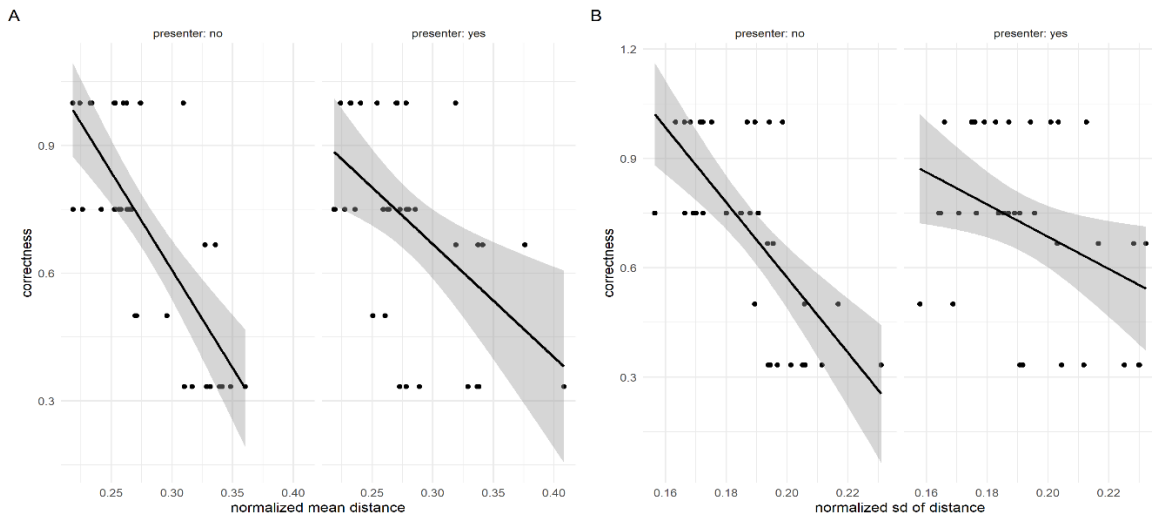 A
presenter: no
presenter: yes
correctness
0.9
0.6
0.3
0.25 0.30 0.35 0.40
0.25 0.30 0.35 0.40
normalized mean distance
B
presenter: no
presenter: yes
correctness
1.2
0.9
0.6
0.3
0.16 0.18 0.20 0.22
0.16 0.18 0.20 0.22
normalized sd of distance